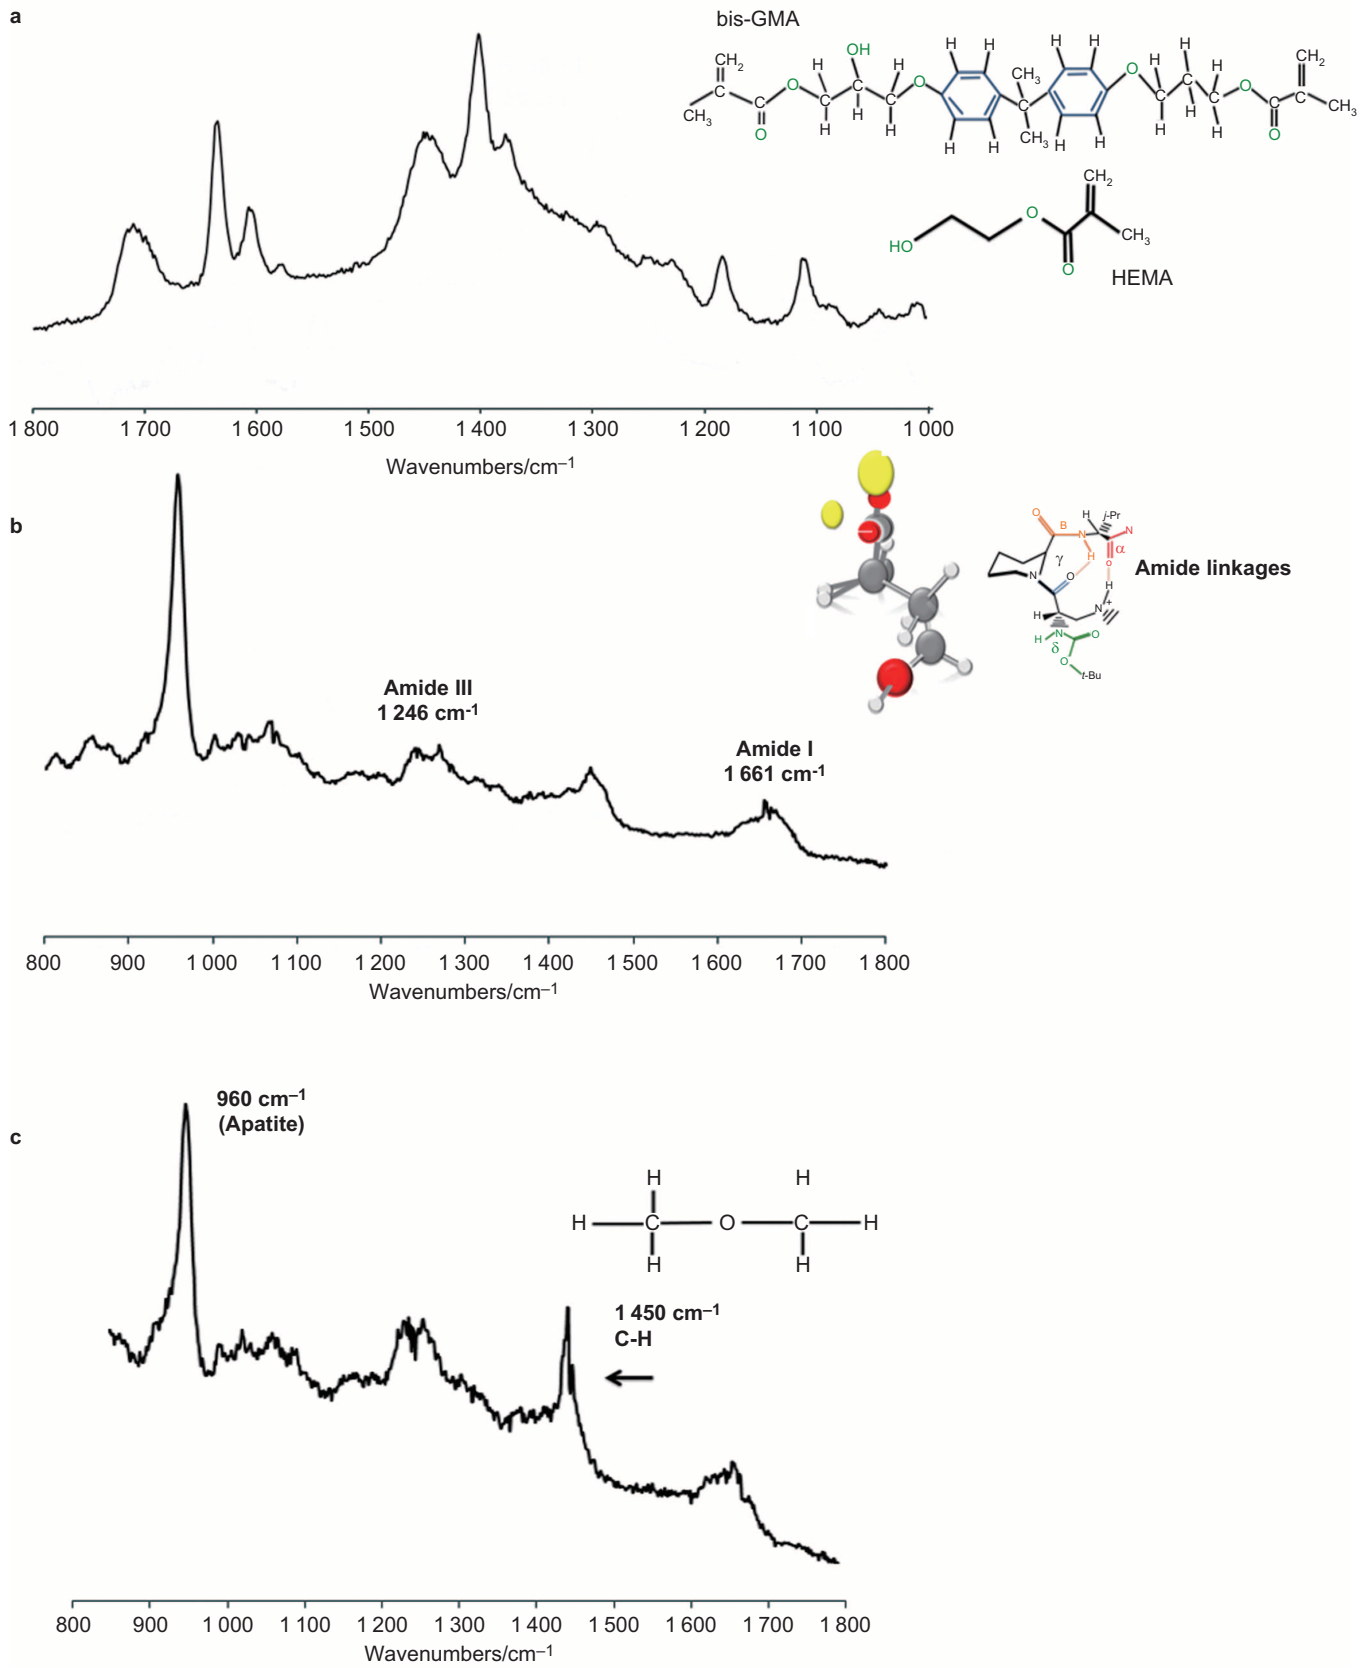 a
bis-GMA
CH2
C
CH3
C
O
O
H
C
H
OH
C
H
H
C
H
O
H
H
H
H
CH3
C
CH3
H
H
H
H
O
H
C
H
H
C
H
H
C
H
O
C
O
C
CH2
CH3
HO
O
O
CH2
CH3
HEMA
1 800 1 700 1 600 1 500 1 400 1 300 1 200 1 100 1 000
Wavenumbers/cm–1
b
Amide III
1 246 cm-1
Amide I
1 661 cm-1
O
B
N
H
H
i-Pr
N
α
O
γ
N
O
H
H
N
+
H
N
δ
O
O
t-Bu
Amide linkages
800 900 1 000 1 100 1 200 1 300 1 400 1 500 1 600 1 700 1 800
Wavenumbers/cm–1
c
960 cm–1
(Apatite)
H H
H C O C H
H H
1 450 cm–1
C-H
800 900 1 000 1 100 1 200 1 300 1 400 1 500 1 600 1 700 1 800
Wavenumbers/cm–1